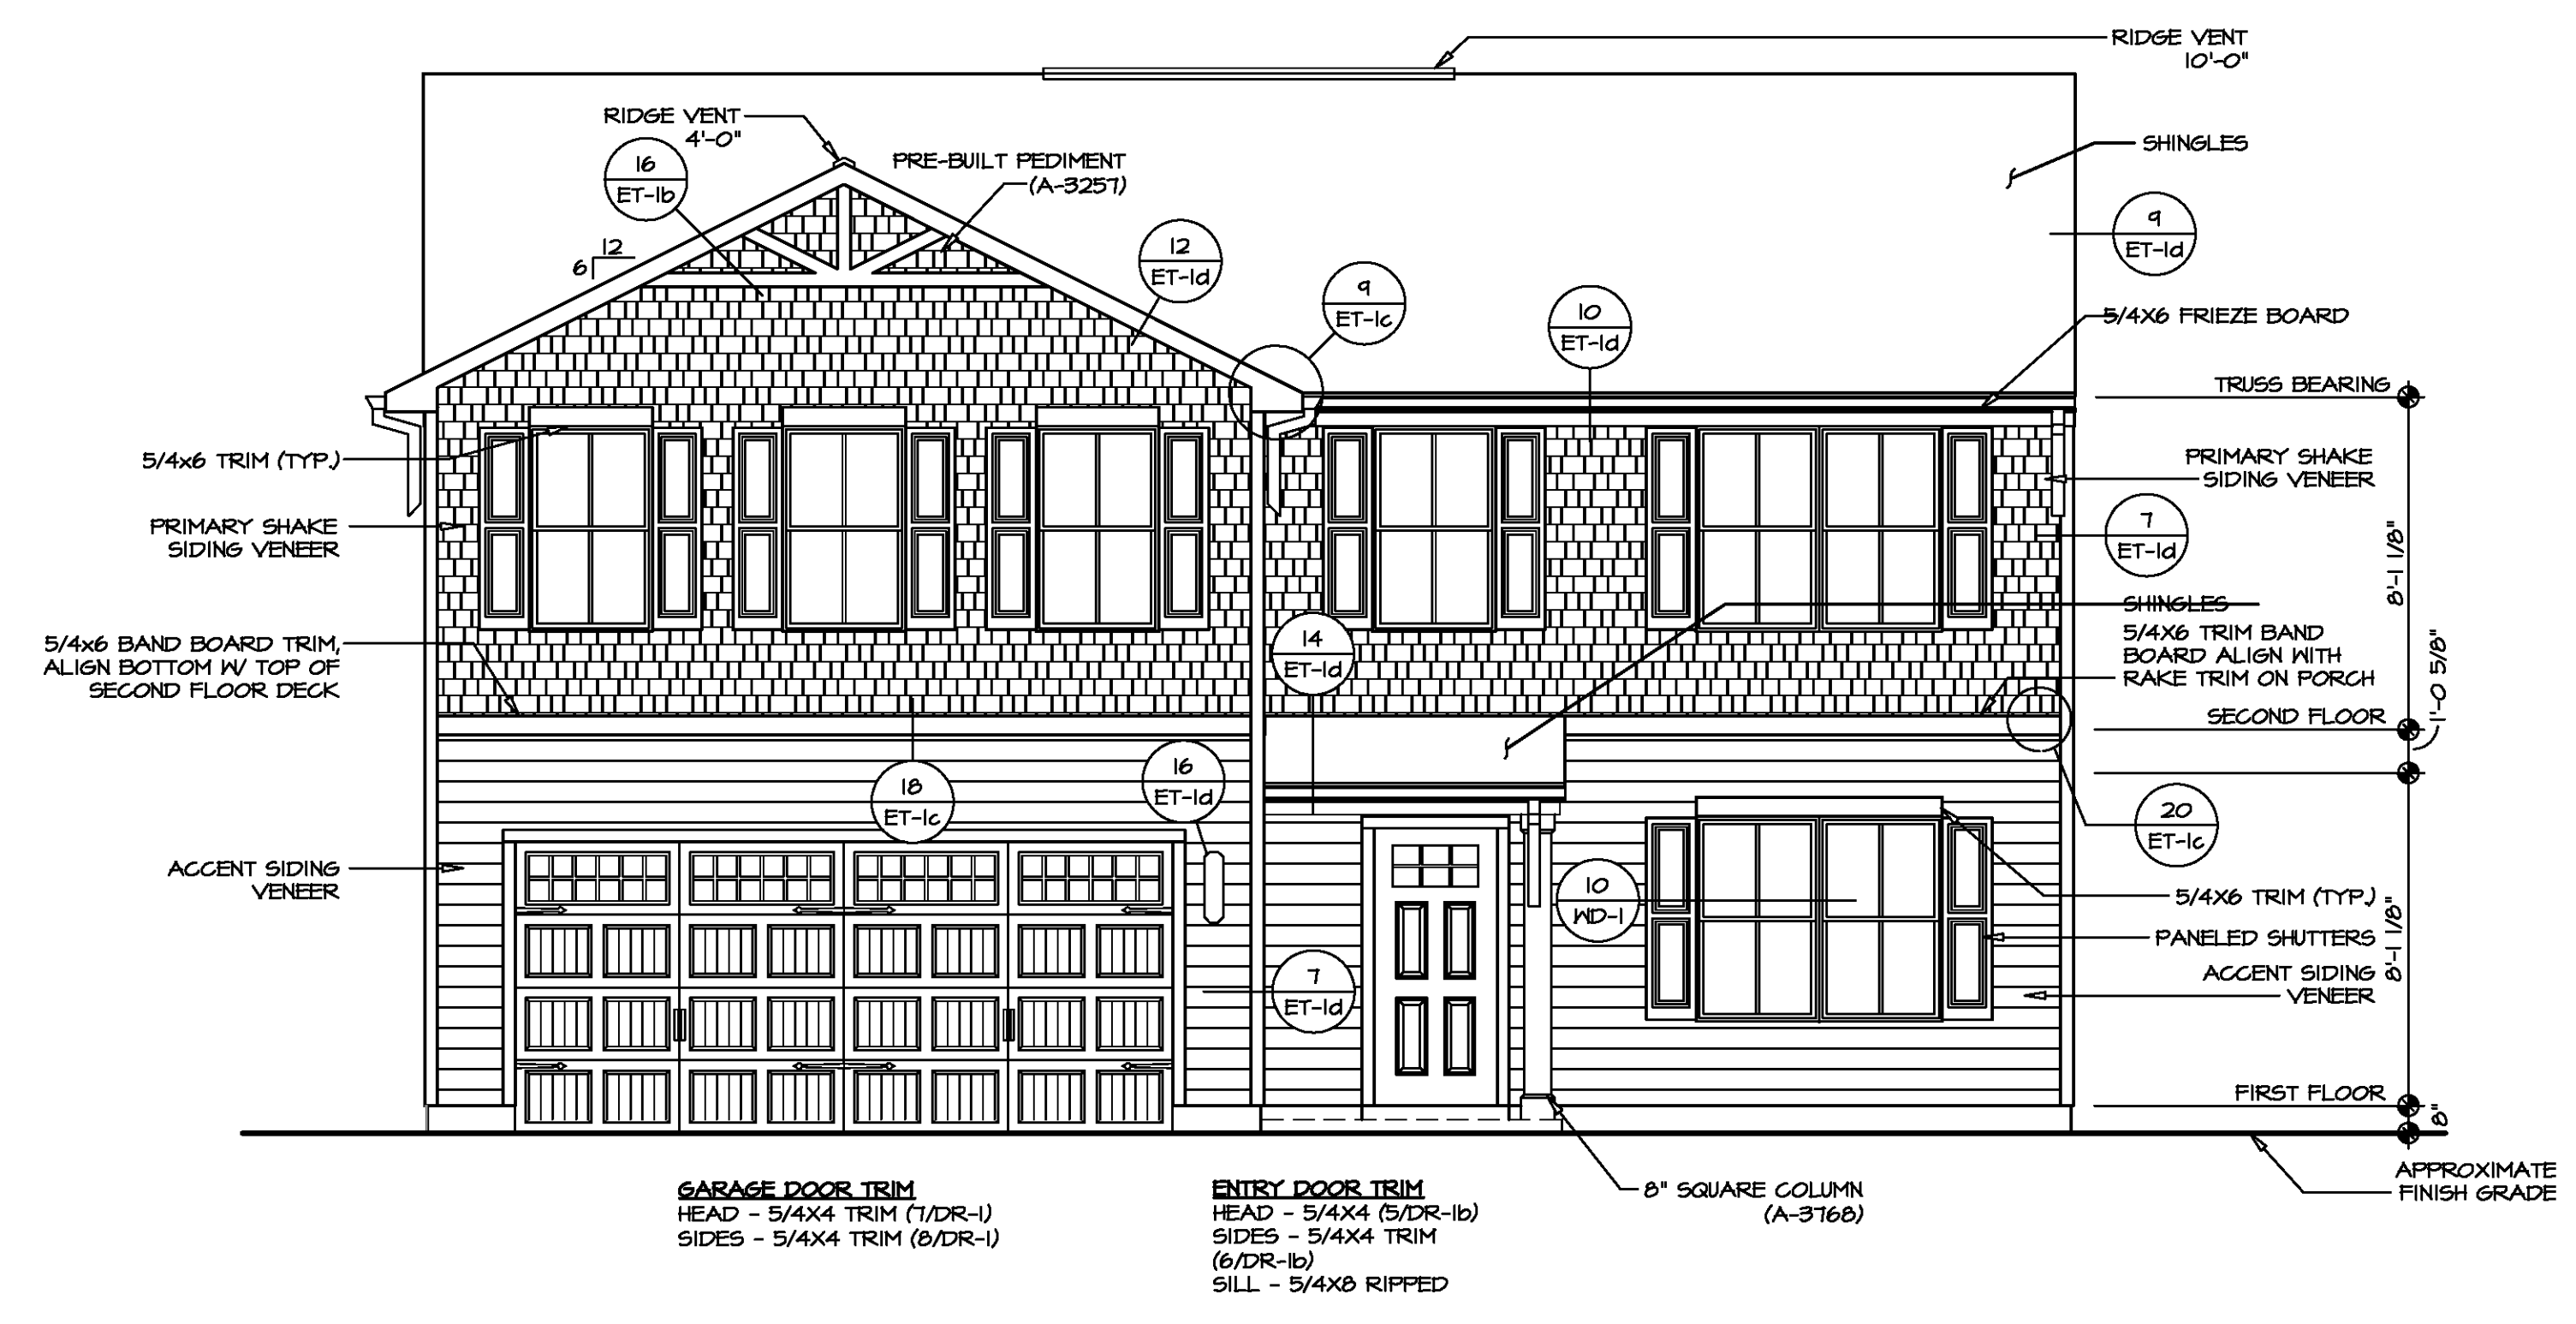 RIDGE VENT
10'-0"
RIDGE VENT
4'-0"
SHINGLES
16
ET-1b
PRE-BUILT PEDIMENT
(A-3257)
9
ET-1d
12
6
12
ET-1d
9
ET-1c
10
ET-1d
5/4X6 FRIEZE BOARD
TRUSS BEARING
5/4x6 TRIM (TYP.)
PRIMARY SHAKE
SIDING VENEER
PRIMARY SHAKE
SIDING VENEER
7
ET-1d
8'-1 1/8"
SHINGLES
5/4x6 BAND BOARD TRIM,
ALIGN BOTTOM W/ TOP OF
SECOND FLOOR DECK
14
ET-1d
5/4X6 TRIM BAND
BOARD ALIGN WITH
RAKE TRIM ON PORCH
1'-0 5/8"
SECOND FLOOR
18
ET-1c
16
ET-1d
20
ET-1c
ACCENT SIDING
VENEER
10
WD-1
5/4X6 TRIM (TYP.)
PANELED SHUTTERS
8'-1 1/8"
ACCENT SIDING
VENEER
7
ET-1d
FIRST FLOOR
8"
APPROXIMATE
FINISH GRADE
GARAGE DOOR TRIM
HEAD - 5/4X4 TRIM (7/DR-1)
SIDES - 5/4X4 TRIM (8/DR-1)
ENTRY DOOR TRIM
HEAD - 5/4X4 (5/DR-1b)
SIDES - 5/4X4 TRIM
(6/DR-1b)
SILL - 5/4X8 RIPPED
8" SQUARE COLUMN
(A-3768)